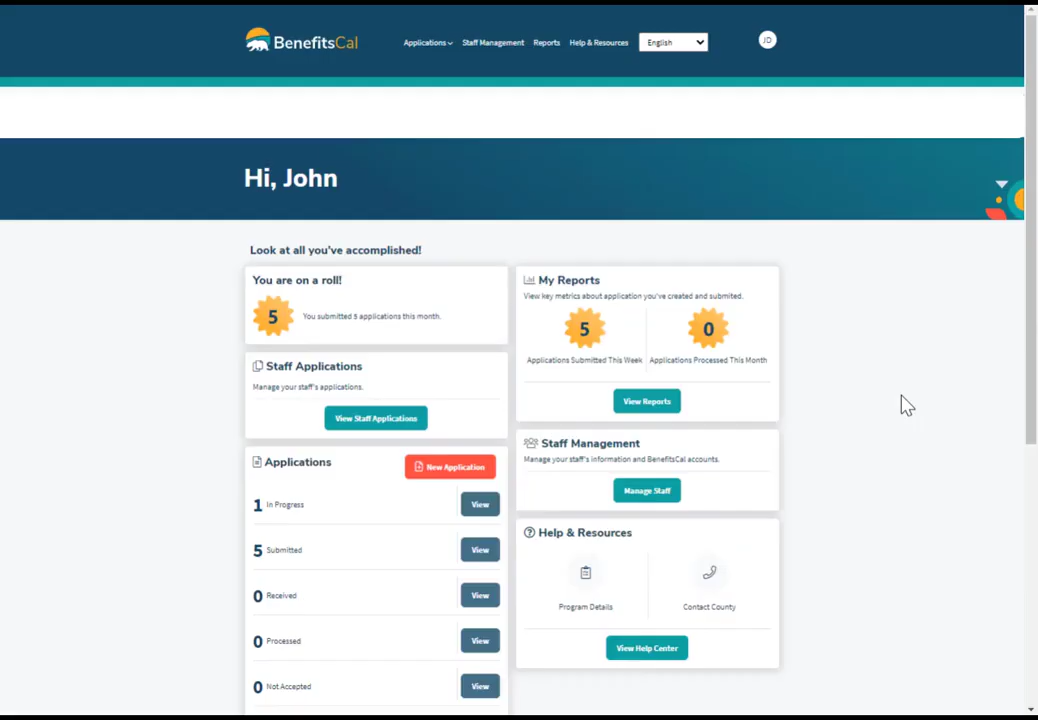 BenefitsCal
Applications
Staff Management
Reports
Help & Resources
English
JD
Hi, John
Look at all you've accomplished!
You are on a roll!
5
You submitted 5 applications this month.
Staff Applications
Manage your staff's applications.
View Staff Applications
Applications
New Application
1 In Progress
View
5 Submitted
View
0 Received
View
0 Processed
View
0 Not Accepted
View
My Reports
View key metrics about application you've created and submited.
5
Applications Submitted This Week
0
Applications Processed This Month
View Reports
Staff Management
Manage your staff's information and BenefitsCal accounts.
Manage Staff
Help & Resources
Program Details
Contact County
View Help Center